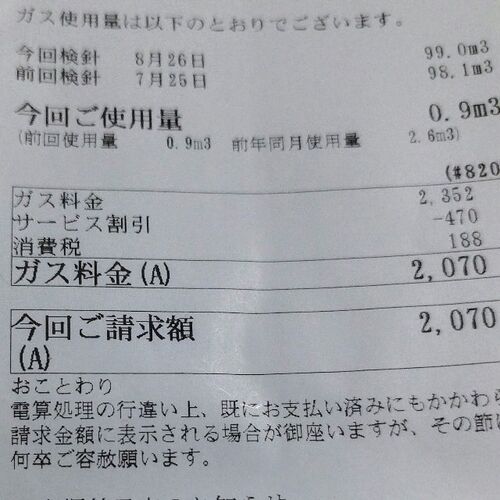 ガス使用量は以下のとおりでございます。
今回検針 8月26日 99.0m3
前回検針 7月25日 98.1m3
今回ご使用量 0.9m3
(前回使用量 0.9m3 前年同月使用量 2.6m3)
(#820
ガス料金 2,352
サービス割引 -470
消費税 188
ガス料金(A) 2,070
今回ご請求額 2,070
(A)
おことわり
電算処理の行違い上、既にお支払い済みにもかかわら
請求金額に表示される場合が御座いますが、その節に
何卒ご容赦願います。